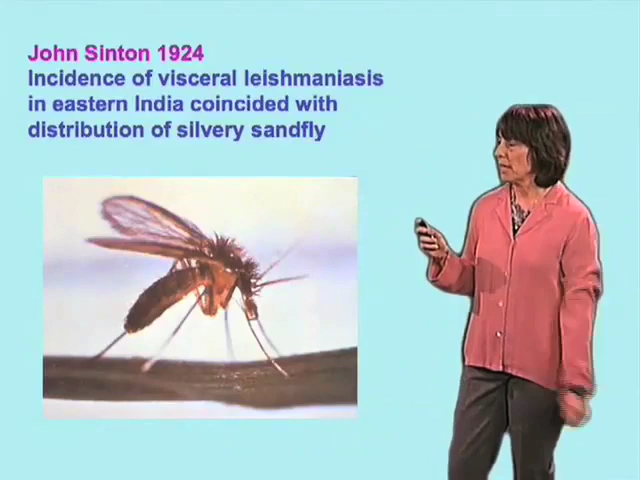 John Sinton 1924
Incidence of visceral leishmaniasis
in eastern India coincided with
distribution of silvery sandfly